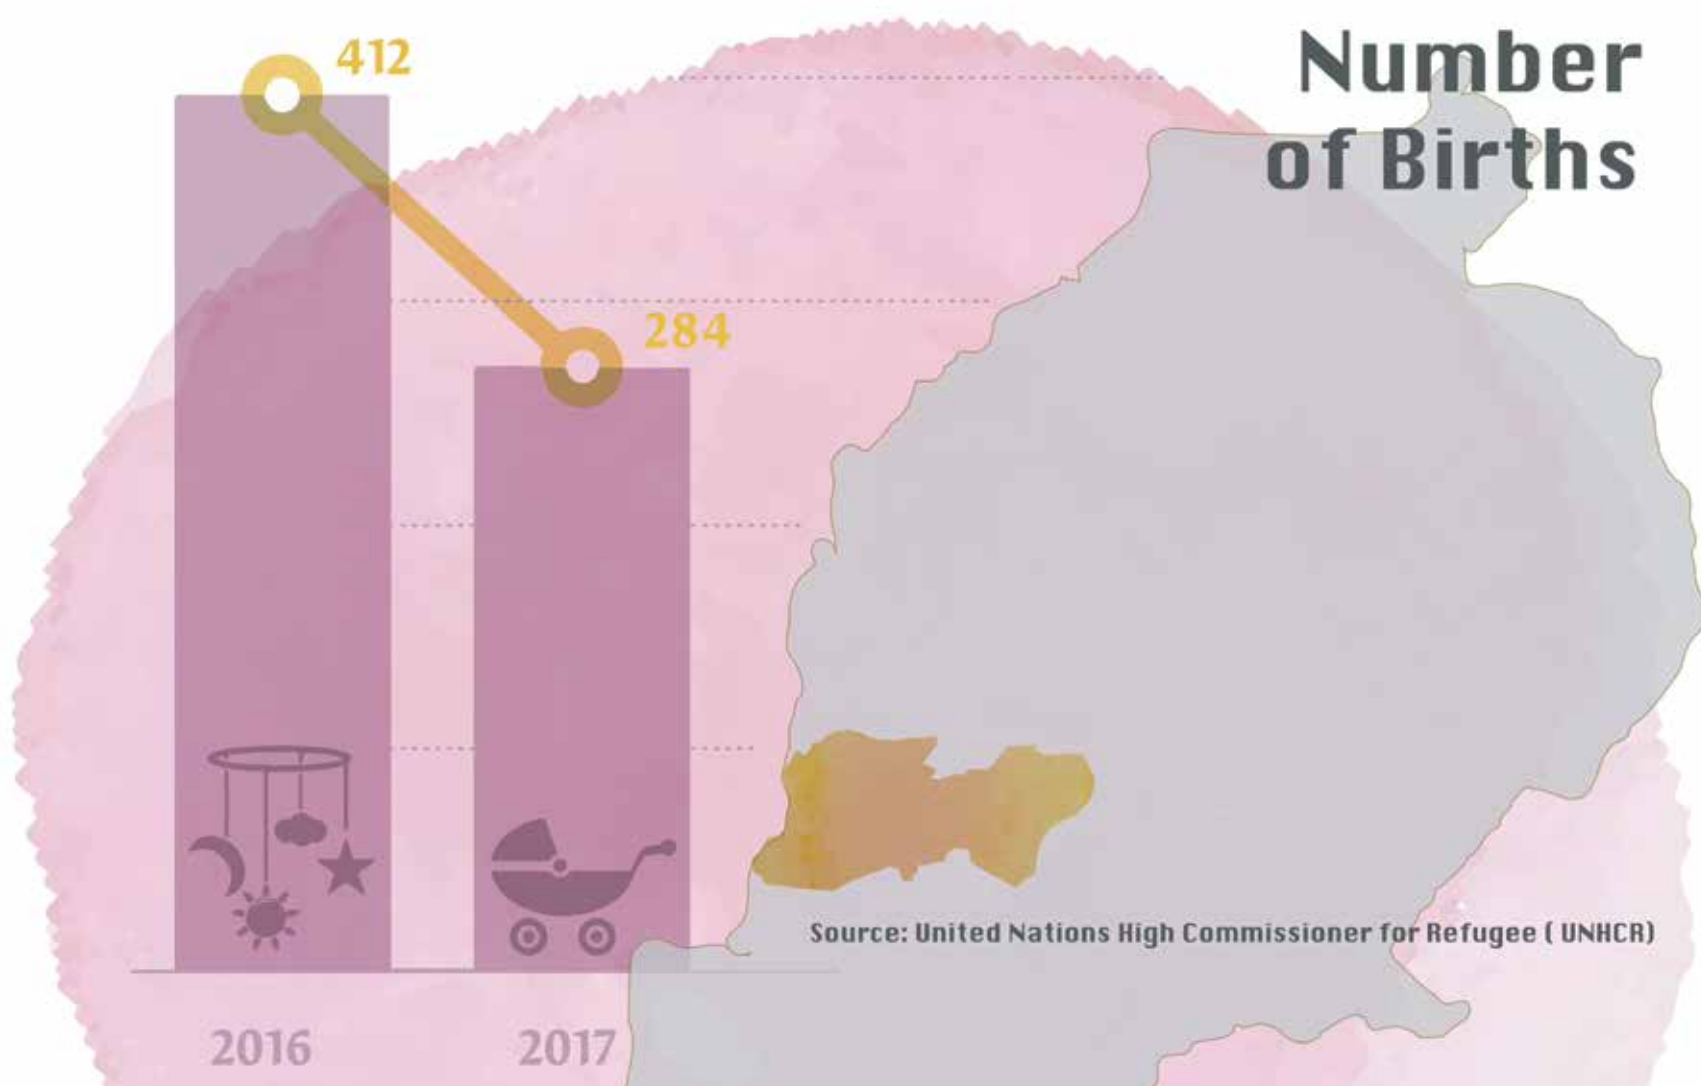 Number
of Births
412
284
2016
2017
Source: United Nations High Commissioner for Refugee ( UNHCR)